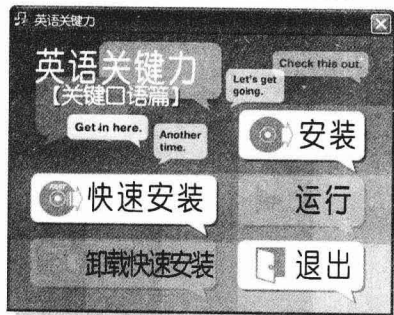 英语关键力
英语关键力
【关键口语篇】
Check this out.
Let's get
going.
Get in here.
Another
time.
安装
快速安装
运行
卸载快速安装
退出